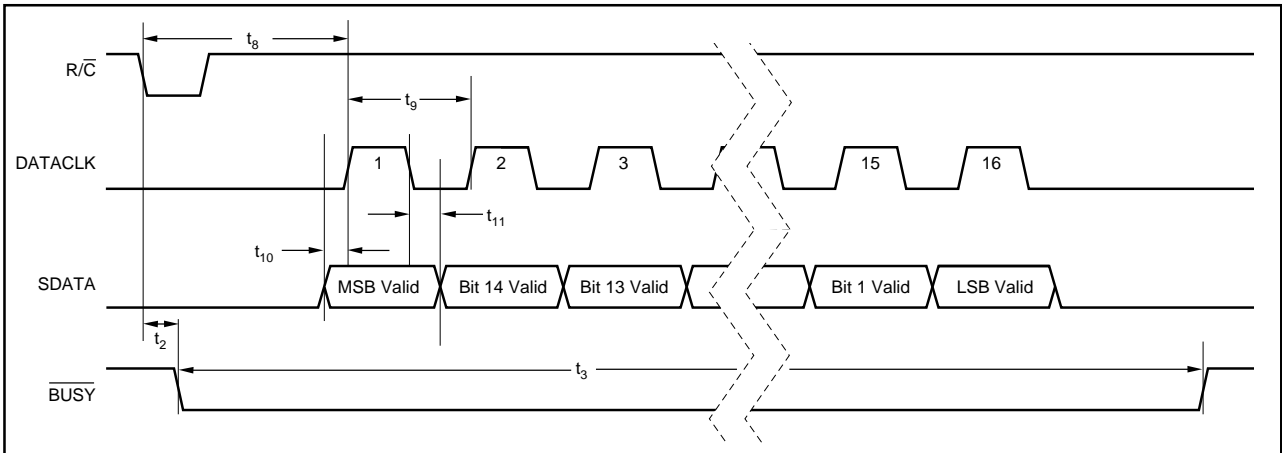 t8
R/C̅
t9
DATACLK
1
2
3
15
16
t11
t10
SDATA
MSB Valid
Bit 14 Valid
Bit 13 Valid
Bit 1 Valid
LSB Valid
t2
t3
B̅U̅S̅Y̅